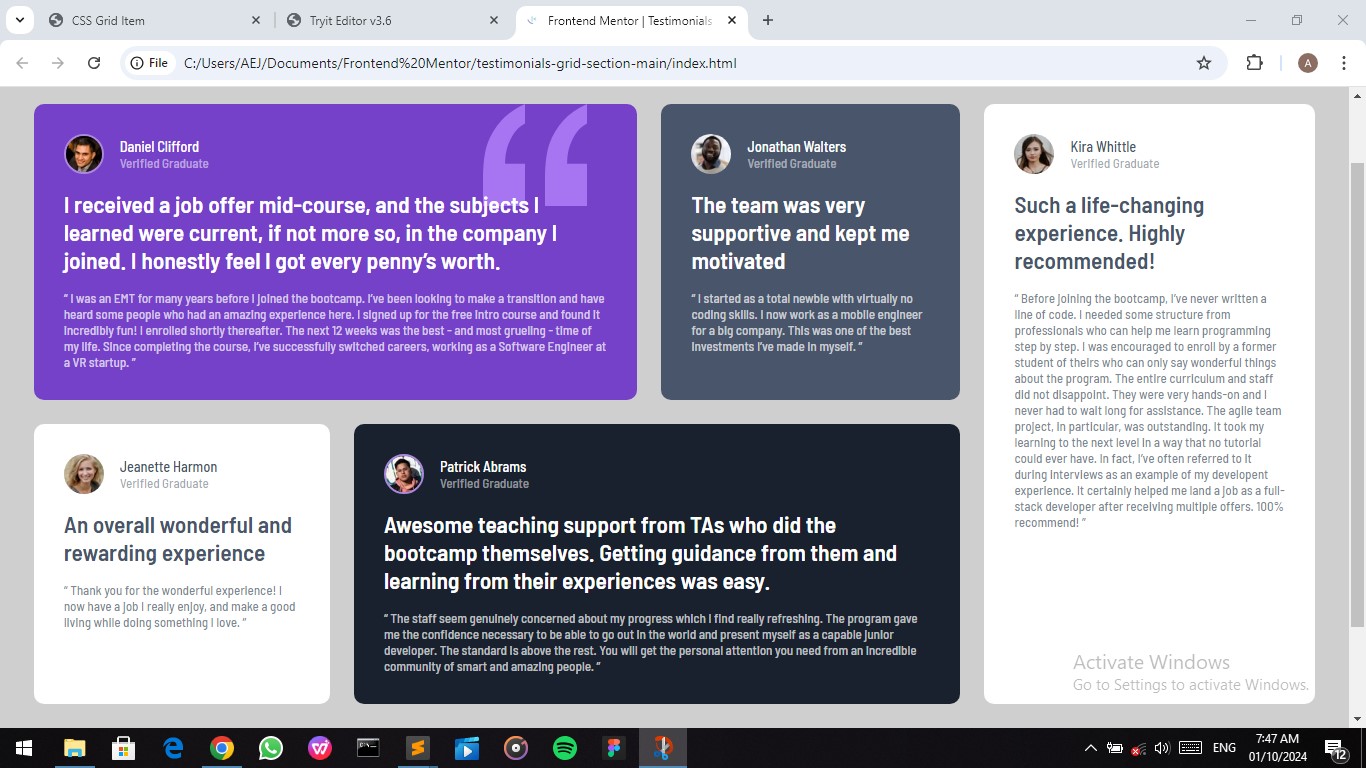 CSS Grid Item
Tryit Editor v3.6
Frontend Mentor | Testimonials
File
C:/Users/AEJ/Documents/Frontend%20Mentor/testimonials-grid-section-main/index.html
A
Daniel Clifford
Verified Graduate
I received a job offer mid-course, and the subjects I
learned were current, if not more so, in the company I
joined. I honestly feel I got every penny’s worth.
“ I was an EMT for many years before I joined the bootcamp. I’ve been looking to make a transition and have
heard some people who had an amazing experience here. I signed up for the free intro course and found it
incredibly fun! I enrolled shortly thereafter. The next 12 weeks was the best - and most grueling - time of
my life. Since completing the course, I’ve successfully switched careers, working as a Software Engineer at
a VR startup. ”
Jonathan Walters
Verified Graduate
The team was very
supportive and kept me
motivated
“ I started as a total newbie with virtually no
coding skills. I now work as a mobile engineer
for a big company. This was one of the best
investments I’ve made in myself. ”
Kira Whittle
Verified Graduate
Such a life-changing
experience. Highly
recommended!
“ Before joining the bootcamp, I’ve never written a
line of code. I needed some structure from
professionals who can help me learn programming
step by step. I was encouraged to enroll by a former
student of theirs who can only say wonderful things
about the program. The entire curriculum and staff
did not disappoint. They were very hands-on and I
never had to wait long for assistance. The agile team
project, in particular, was outstanding. It took my
learning to the next level in a way that no tutorial
could ever have. In fact, I’ve often referred to it
during interviews as an example of my developent
experience. It certainly helped me land a job as a full-
stack developer after receiving multiple offers. 100%
recommend! ”
Jeanette Harmon
Verified Graduate
An overall wonderful and
rewarding experience
“ Thank you for the wonderful experience! I
now have a job I really enjoy, and make a good
living while doing something I love. ”
Patrick Abrams
Verified Graduate
Awesome teaching support from TAs who did the
bootcamp themselves. Getting guidance from them and
learning from their experiences was easy.
“ The staff seem genuinely concerned about my progress which I find really refreshing. The program gave
me the confidence necessary to be able to go out in the world and present myself as a capable junior
developer. The standard is above the rest. You will get the personal attention you need from an incredible
community of smart and amazing people. ”
Activate Windows
Go to Settings to activate Windows.
ENG
7:47 AM
01/10/2024
12